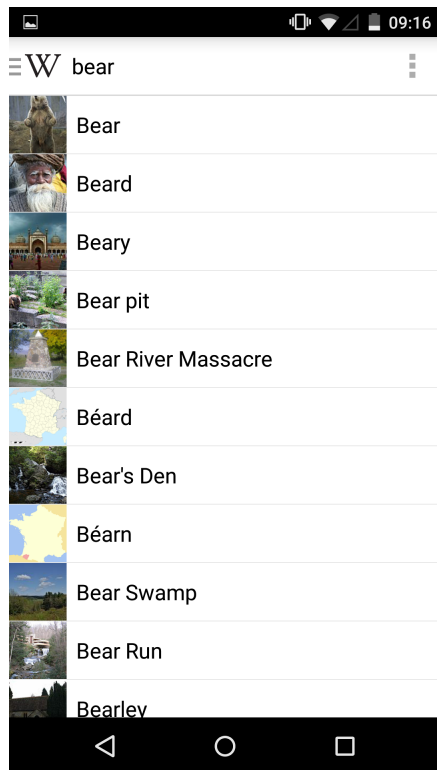 09:16
W bear
Bear
Beard
Beary
Bear pit
Bear River Massacre
Béard
Bear's Den
Béarn
Bear Swamp
Bear Run
Bearley